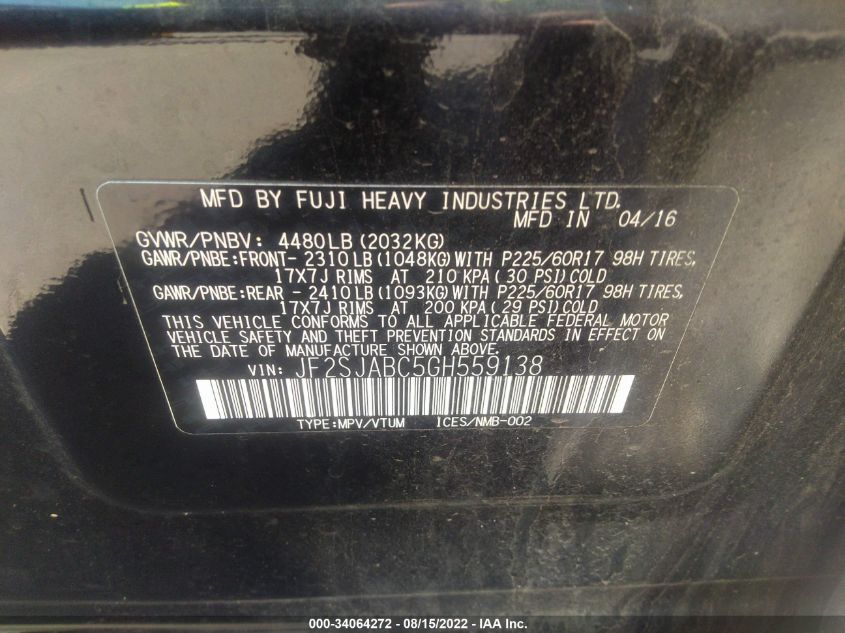 MFD BY FUJI HEAVY INDUSTRIES LTD.
MFD IN 04/16
GVWR/PNBV: 4480LB (2032KG)
GAWR/PNBE:FRONT- 2310LB (1048KG) WITH P225/60R17 98H TIRES,
17X7J RIMS AT 210 KPA (30 PSI) COLD
GAWR/PNBE:REAR - 2410LB (1093KG) WITH P225/60R17 98H TIRES,
17X7J RIMS AT 200 KPA (29 PSI) COLD
THIS VEHICLE CONFORMS TO ALL APPLICABLE FEDERAL MOTOR
VEHICLE SAFETY AND THEFT PREVENTION STANDARDS IN EFFECT ON
THE DATE OF MANUFACTURE SHOWN ABOVE.
VIN: JF2SJABC5GH559138
TYPE:MPV/VTUM ICES/NMB-002
000-34064272 - 08/15/2022 - IAA Inc.